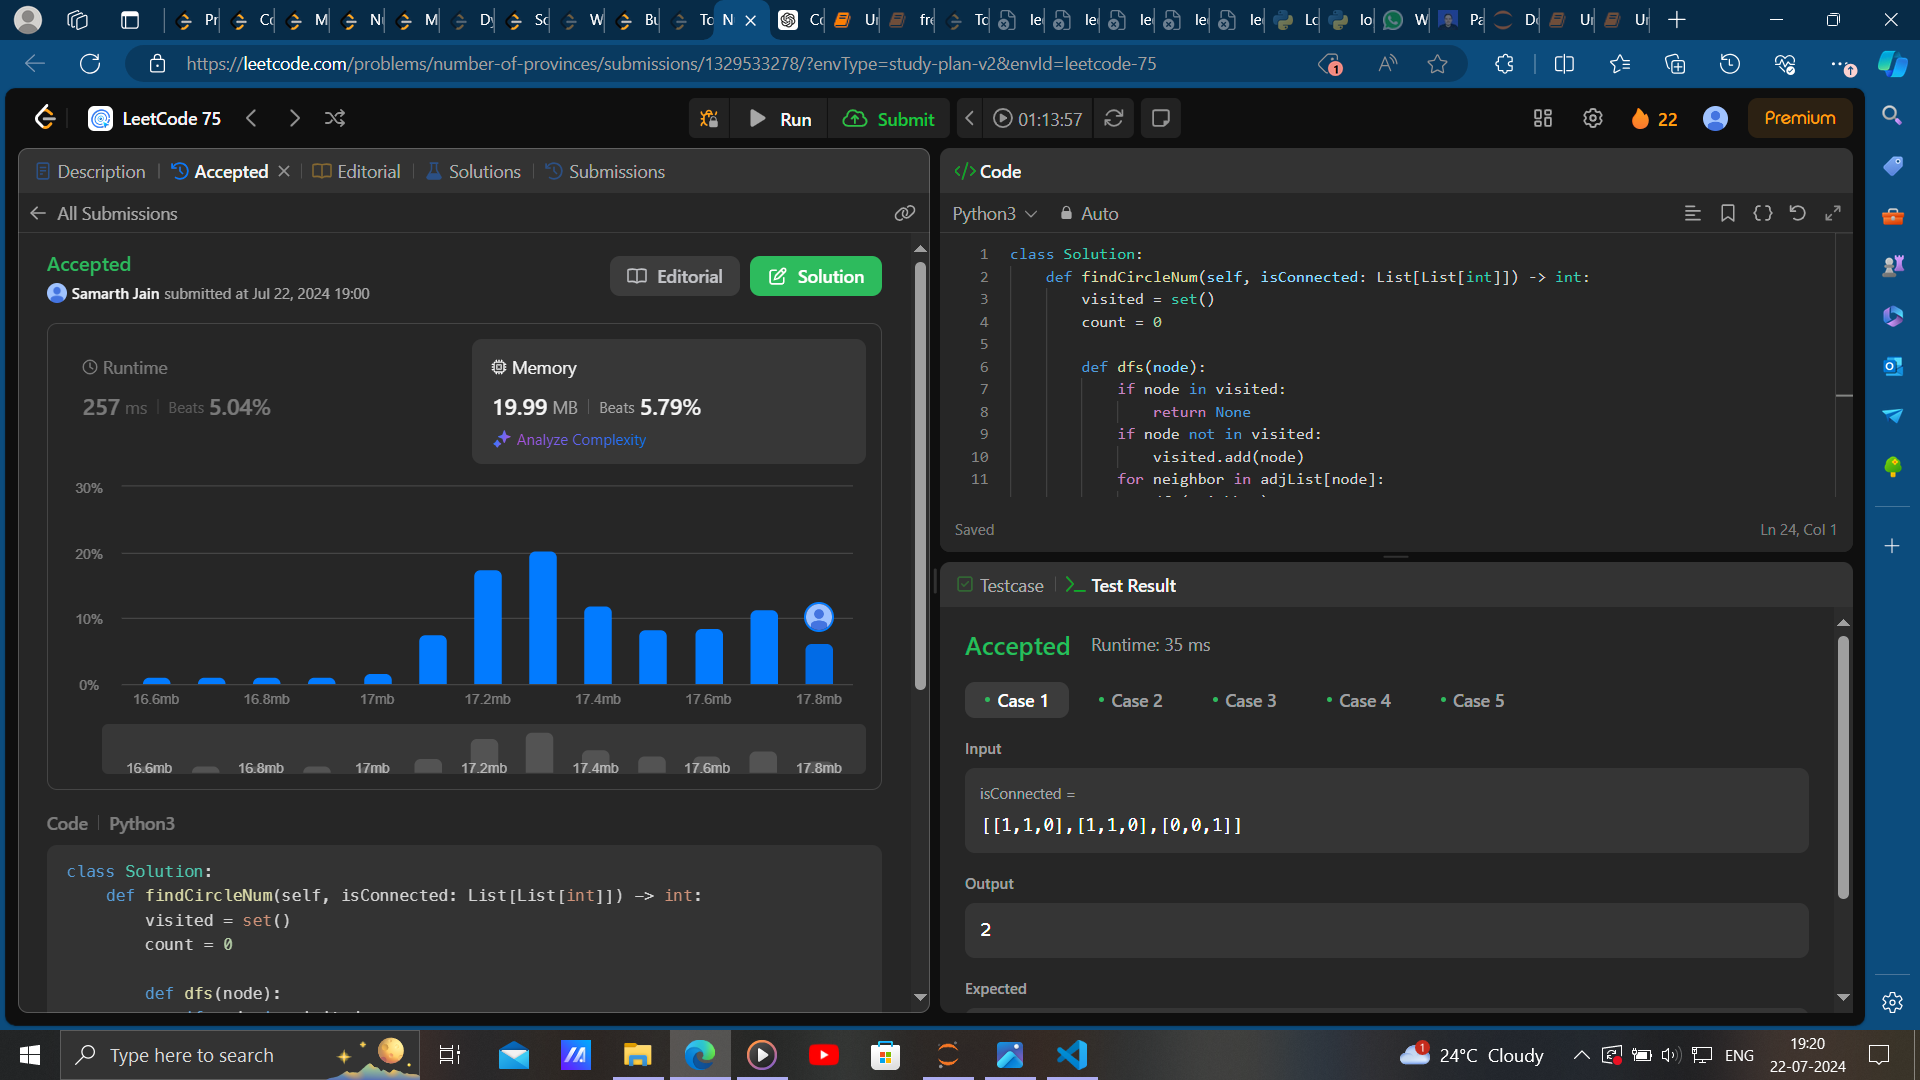 Pr
Co
M
N
M
Dy
So
W
Bu
To
N
Co
Ur
fre
To
le
le
le
le
le
Lo
lo
W
Pa
D
Ur
Ur
https://leetcode.com/problems/number-of-provinces/submissions/1329533278/?envType=study-plan-v2&envId=leetcode-75
1
LeetCode 75
Run
Submit
01:13:57
22
Premium
Description
Accepted
Editorial
Solutions
Submissions
All Submissions
Accepted
Samarth Jain submitted at Jul 22, 2024 19:00
Editorial
Solution
Runtime
257 ms Beats 5.04%
Memory
19.99 MB Beats 5.79%
Analyze Complexity
30%
20%
10%
0%
16.6mb 16.8mb 17mb 17.2mb 17.4mb 17.6mb 17.8mb
16.6mb 16.8mb 17mb 17.2mb 17.4mb 17.6mb 17.8mb
Code Python3
class Solution:
def findCircleNum(self, isConnected: List[List[int]]) -> int:
visited = set()
count = 0
def dfs(node):
</> Code
Python3 Auto
1 class Solution:
2 def findCircleNum(self, isConnected: List[List[int]]) -> int:
3 visited = set()
4 count = 0
5
6 def dfs(node):
7 if node in visited:
8 return None
9 if node not in visited:
10 visited.add(node)
11 for neighbor in adjList[node]:
Saved
Ln 24, Col 1
Testcase
Test Result
Accepted Runtime: 35 ms
Case 1 Case 2 Case 3 Case 4 Case 5
Input
isConnected =
[[1,1,0],[1,1,0],[0,0,1]]
Output
2
Expected
Type here to search
1
24°C Cloudy
ENG
19:20
22-07-2024